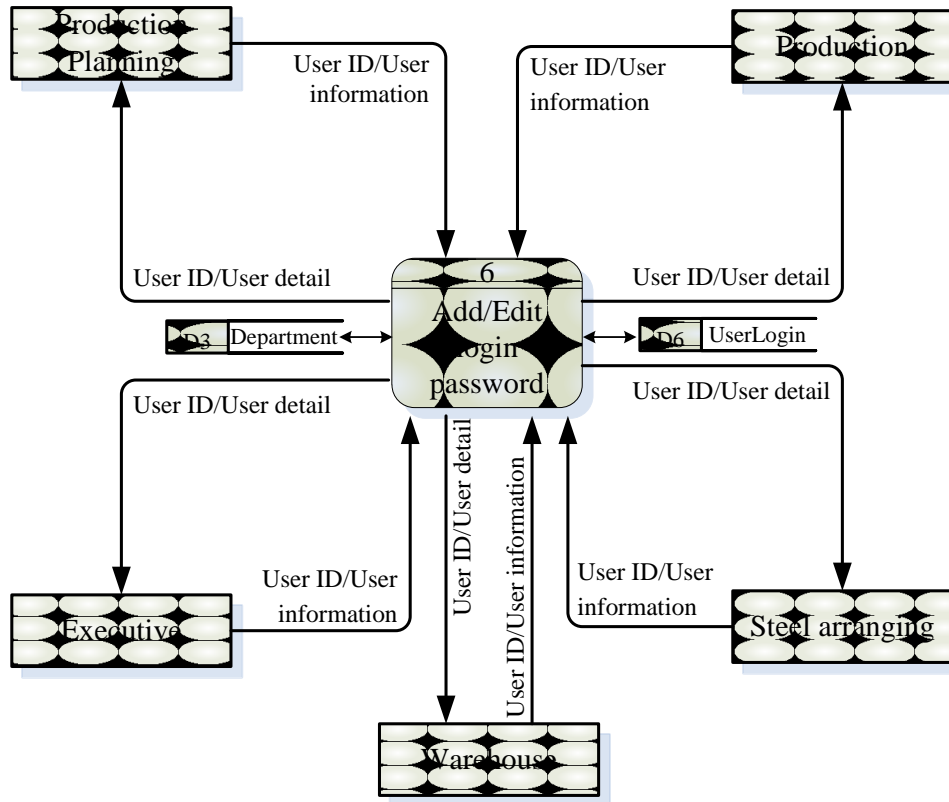 Production
Planning
Production
User ID/User
information
User ID/User
information
6
User ID/User detail
User ID/User detail
Add/Edit
login
password
D3
Department
D6
UserLogin
User ID/User detail
User ID/User detail
User ID/User detail
User ID/User information
User ID/User
information
User ID/User
information
Executive
Steel arranging
Warehouse